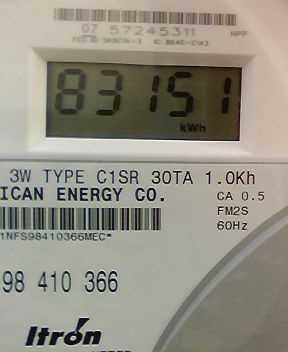 07 57245311
HPP
83151
kWh
3W TYPE C1SR 30TA 1.0Kh
ICAN ENERGY CO.
CA 0.5
FM2S
60Hz
1NFS98410366MEC*
98 410 366
Itron